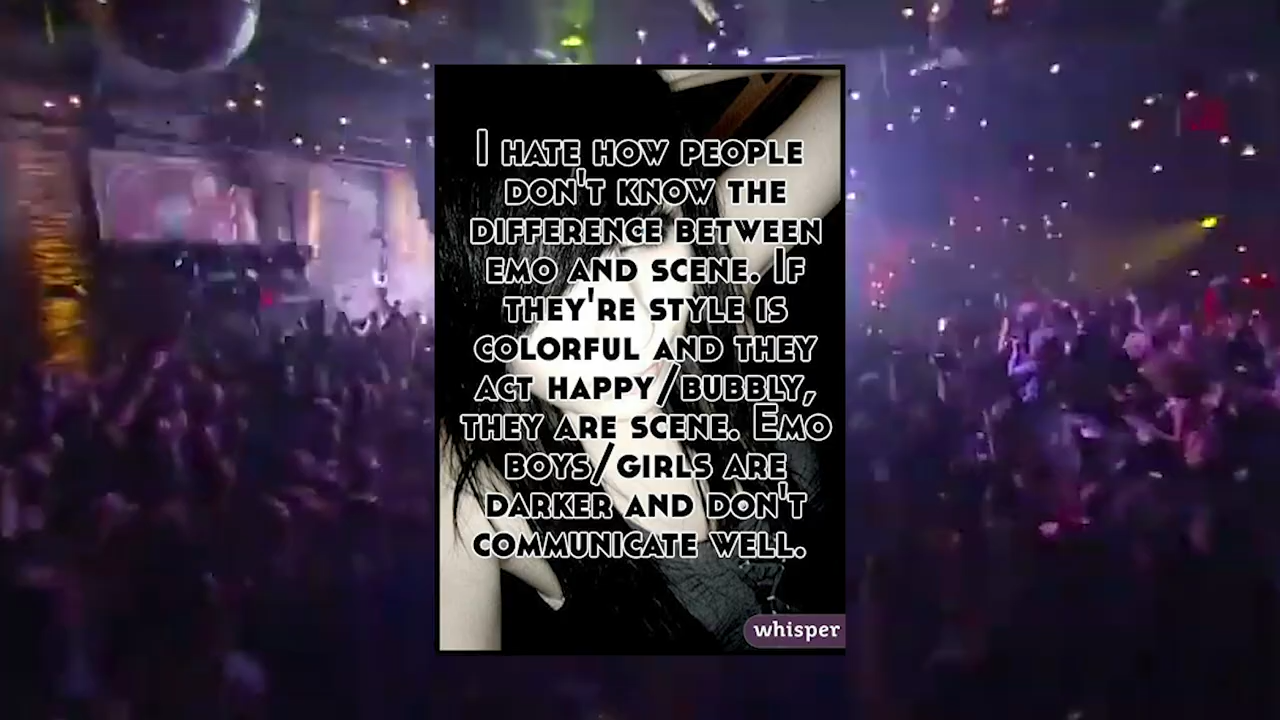 I HATE HOW PEOPLE
DON'T KNOW THE
DIFFERENCE BETWEEN
EMO AND SCENE. IF
THEY'RE STYLE IS
COLORFUL AND THEY
ACT HAPPY/BUBBLY,
THEY ARE SCENE. EMO
BOYS/GIRLS ARE
DARKER AND DON'T
COMMUNICATE WELL.
whisper